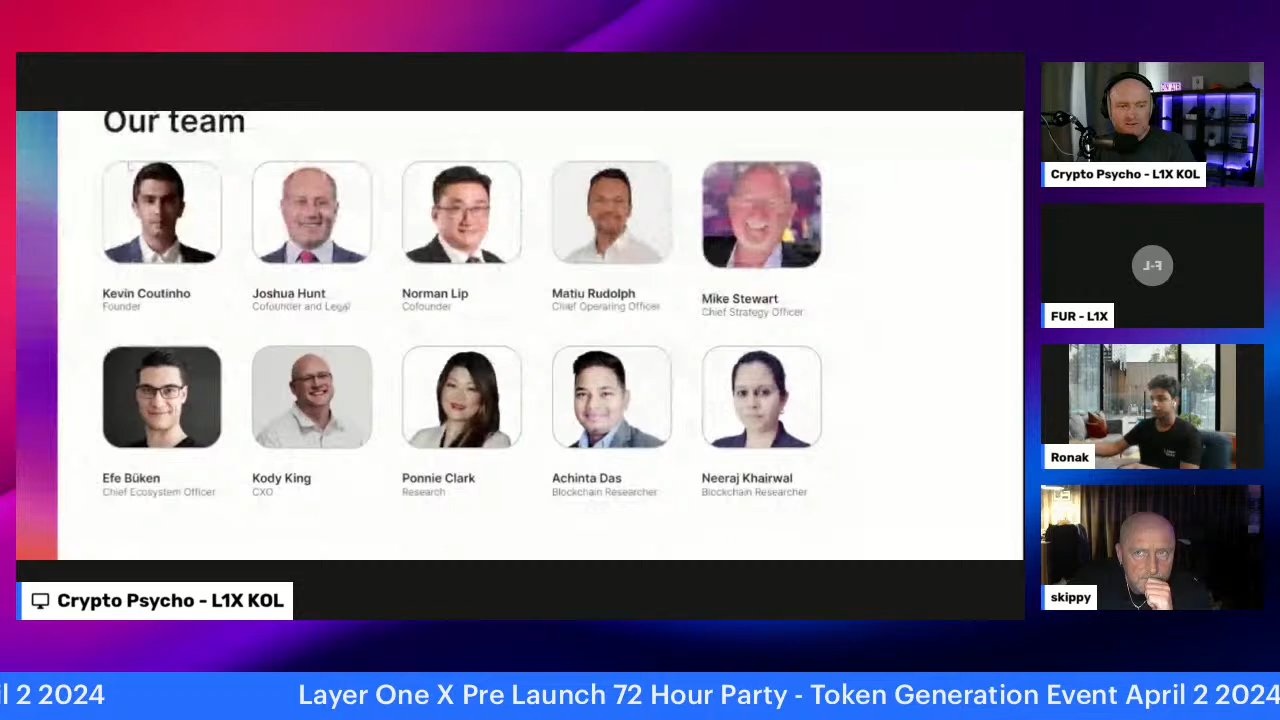 Our team
Kevin Coutinho
Founder
Joshua Hunt
Cofounder and Legal
Norman Lip
Cofounder
Matiu Rudolph
Chief Operating Officer
Mike Stewart
Chief Strategy Officer
Efe Büken
Chief Ecosystem Officer
Kody King
CXO
Ponnie Clark
Research
Achinta Das
Blockchain Researcher
Neeraj Khairwal
Blockchain Researcher
Crypto Psycho - L1X KOL
Crypto Psycho - L1X KOL
F-L
FUR - L1X
Ronak
skippy
il 2 2024
Layer One X Pre Launch 72 Hour Party - Token Generation Event April 2 2024